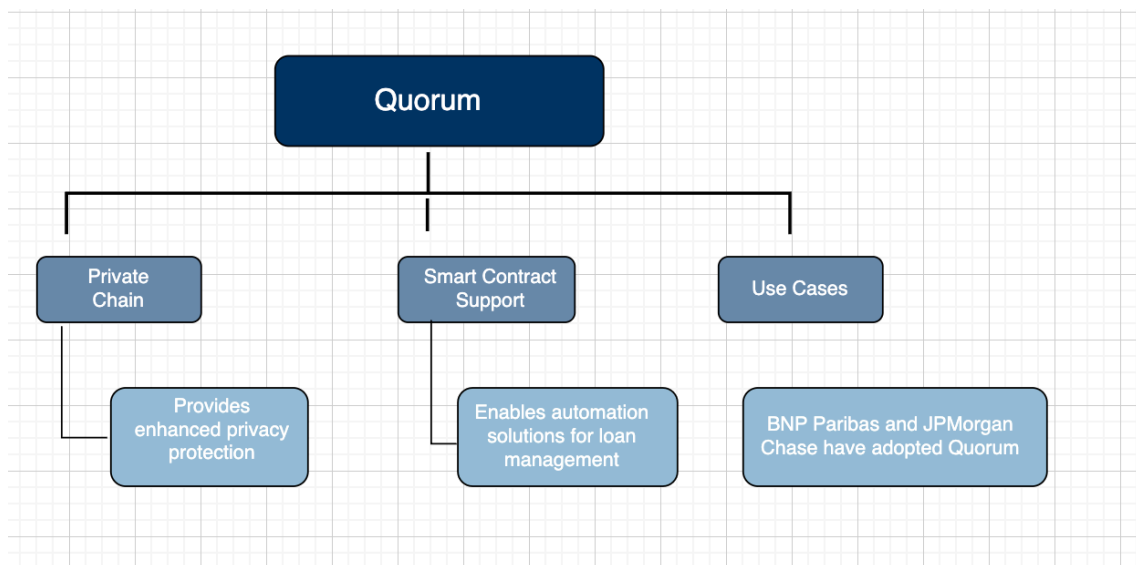 Quorum
Private
Chain
Smart Contract
Support
Use Cases
Provides
enhanced privacy
protection
Enables automation
solutions for loan
management
BNP Paribas and JPMorgan
Chase have adopted Quorum